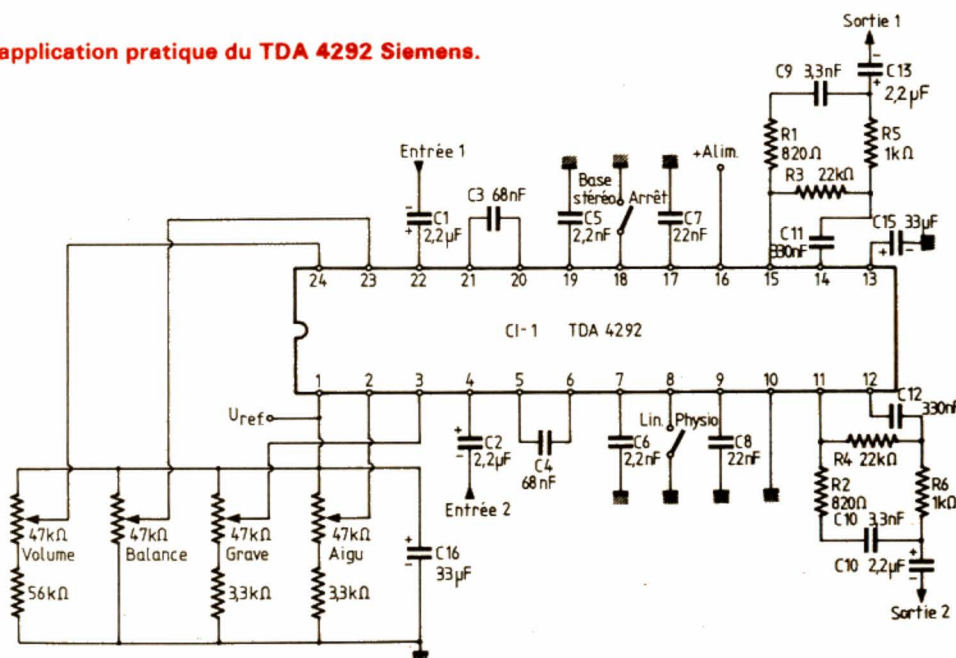 application pratique du TDA 4292 Siemens.
Sortie 1
C9 3,3nF
C13
2,2µF
R1
820Ω
R5
1kΩ
R3 22kΩ
Entrée 1
+Alim.
C3 68nF
C1
2,2µF
Base
stéréo
Arrêt
C5
2,2nF
C7
22nF
C11
330nF
C15 33µF
24 23 22 21 20 19 18 17 16 15 14 13
CI-1 TDA 4292
1 2 3 4 5 6 7 8 9 10 11 12
Uref.
C2
2,2µF
Entrée 2
C4
68nF
C6
2,2nF
Lin. Physio
C8
22nF
C12
330nF
R4 22kΩ
R2
820Ω
R6
1kΩ
C10 3,3nF
C10 2,2µF
Sortie 2
47kΩ
Volume
47kΩ
Balance
47kΩ
Grave
47kΩ
Aigu
C16
33µF
56kΩ
3,3kΩ
3,3kΩ